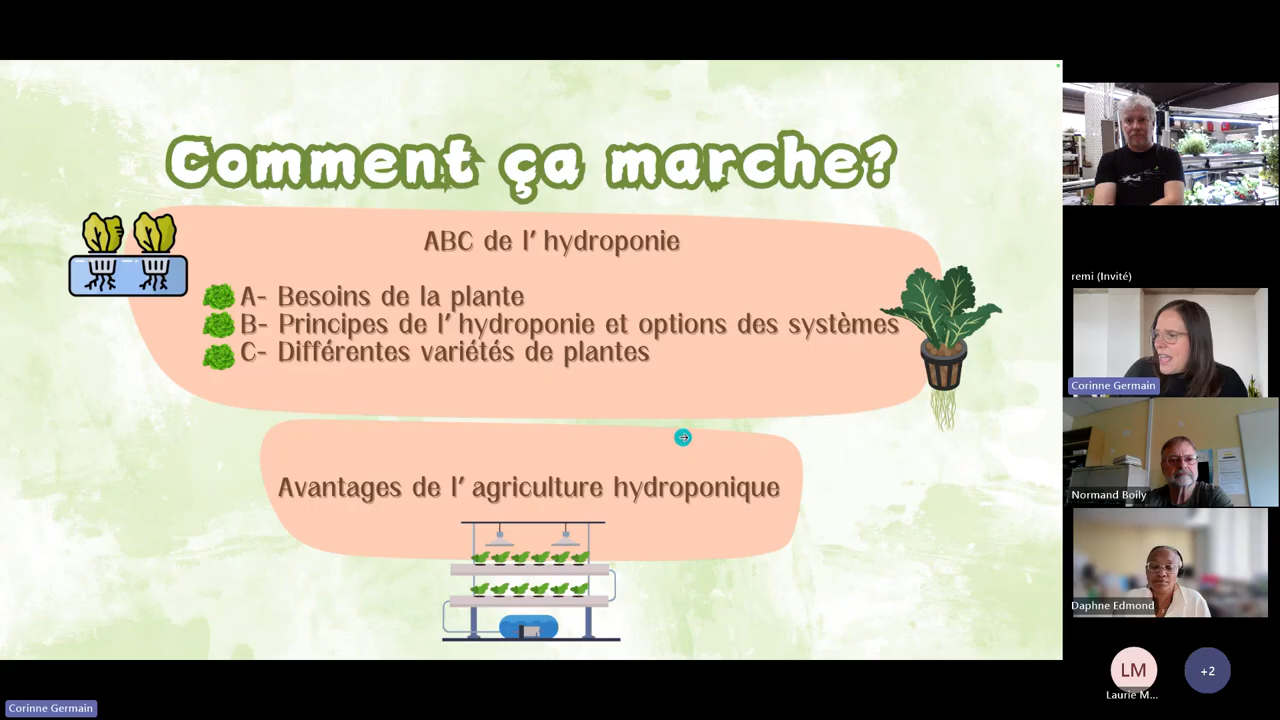 Comment ça marche?
ABC de l'hydroponie
A- Besoins de la plante
B- Principes de l'hydroponie et options des systèmes
C- Différentes variétés de plantes
Avantages de l'agriculture hydroponique
remi (Invité)
Corinne Germain
Normand Boily
Daphne Edmond
LM
Laurie M...
+2
Corinne Germain